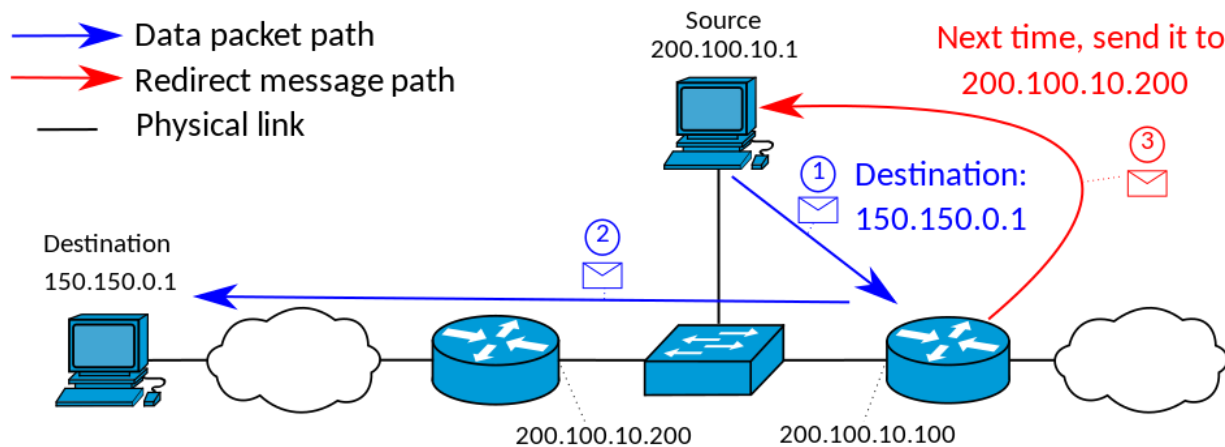 Data packet path
Redirect message path
Physical link
Source
200.100.10.1
Next time, send it to
200.100.10.200
1
Destination:
150.150.0.1
3
2
Destination
150.150.0.1
200.100.10.200
200.100.10.100